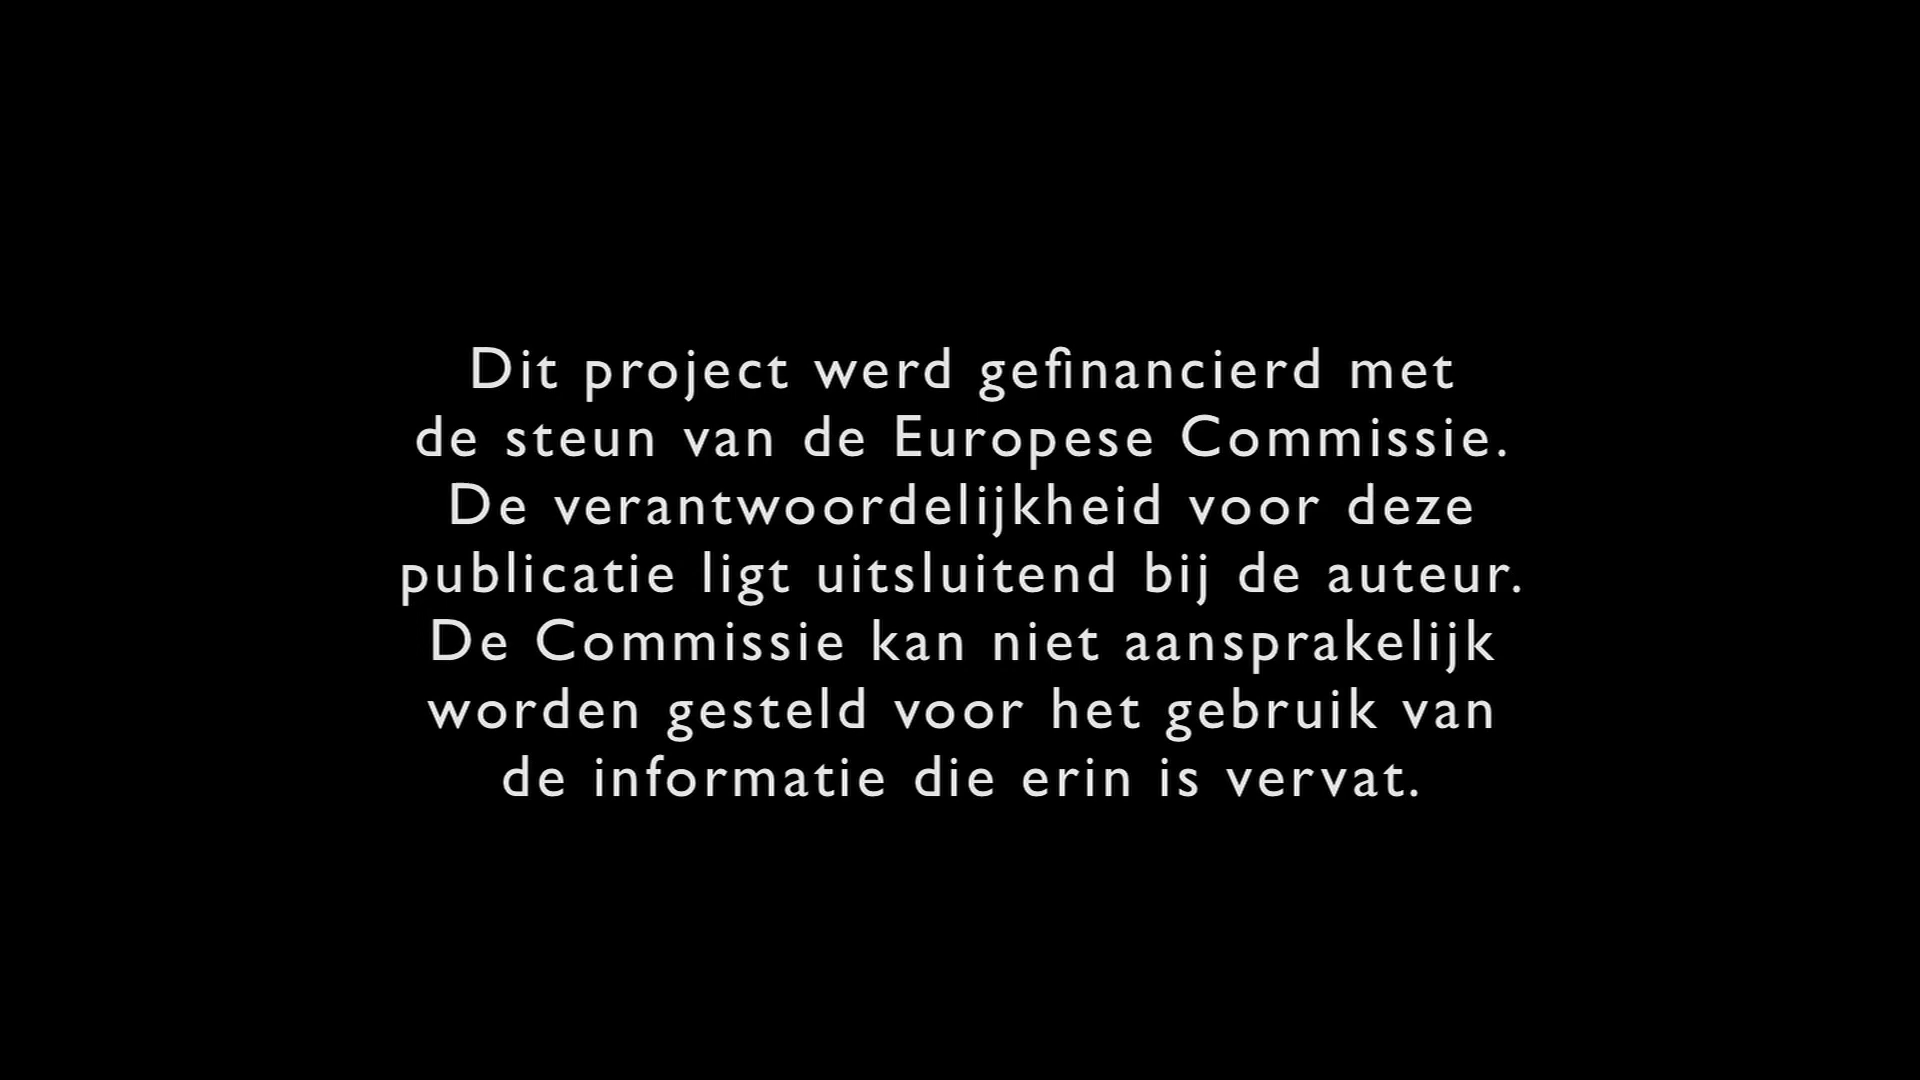 Dit project werd gefinancierd met
de steun van de Europese Commissie.
De verantwoordelijkheid voor deze
publicatie ligt uitsluitend bij de auteur.
De Commissie kan niet aansprakelijk
worden gesteld voor het gebruik van
de informatie die erin is vervat.